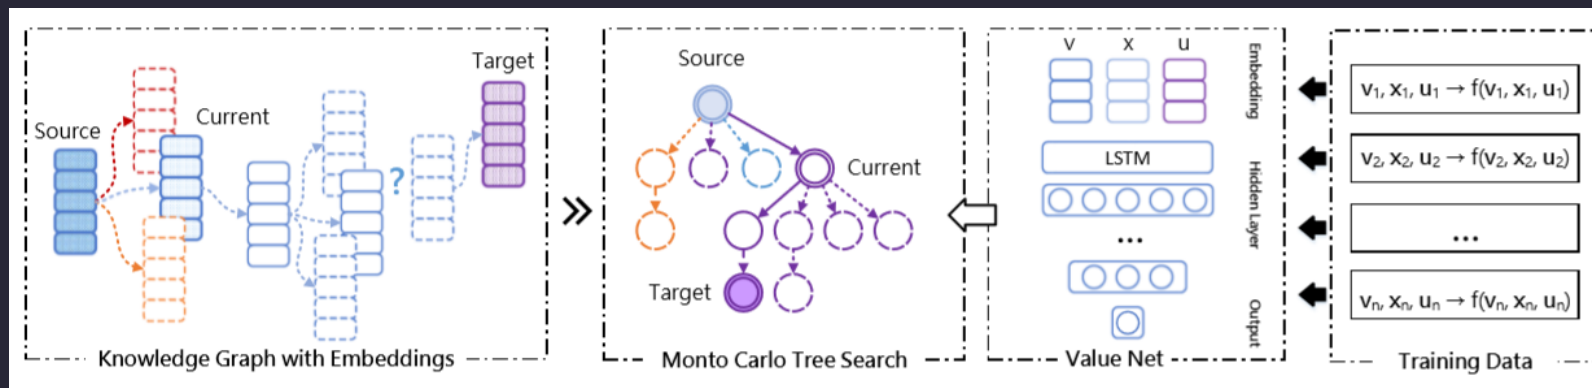 Source
Current
Target
?
Knowledge Graph with Embeddings
Source
Current
Target
Monto Carlo Tree Search
v x u
Embedding
LSTM
Hidden Layer
...
Output
Value Net
v₁, x₁, u₁ → f(v₁, x₁, u₁)
v₂, x₂, u₂ → f(v₂, x₂, u₂)
...
vₙ, xₙ, uₙ → f(vₙ, xₙ, uₙ)
Training Data